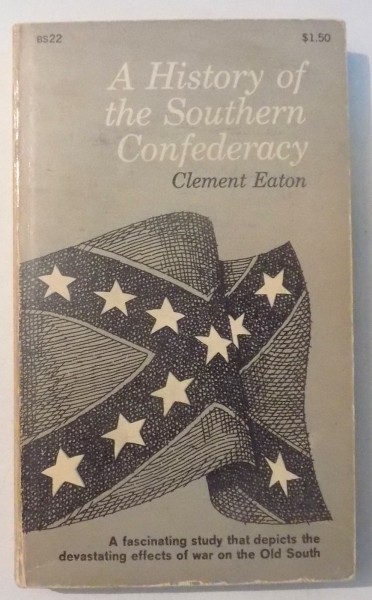 BS22
$1.50
A History of
the Southern
Confederacy
Clement Eaton
A fascinating study that depicts the
devastating effects of war on the Old South